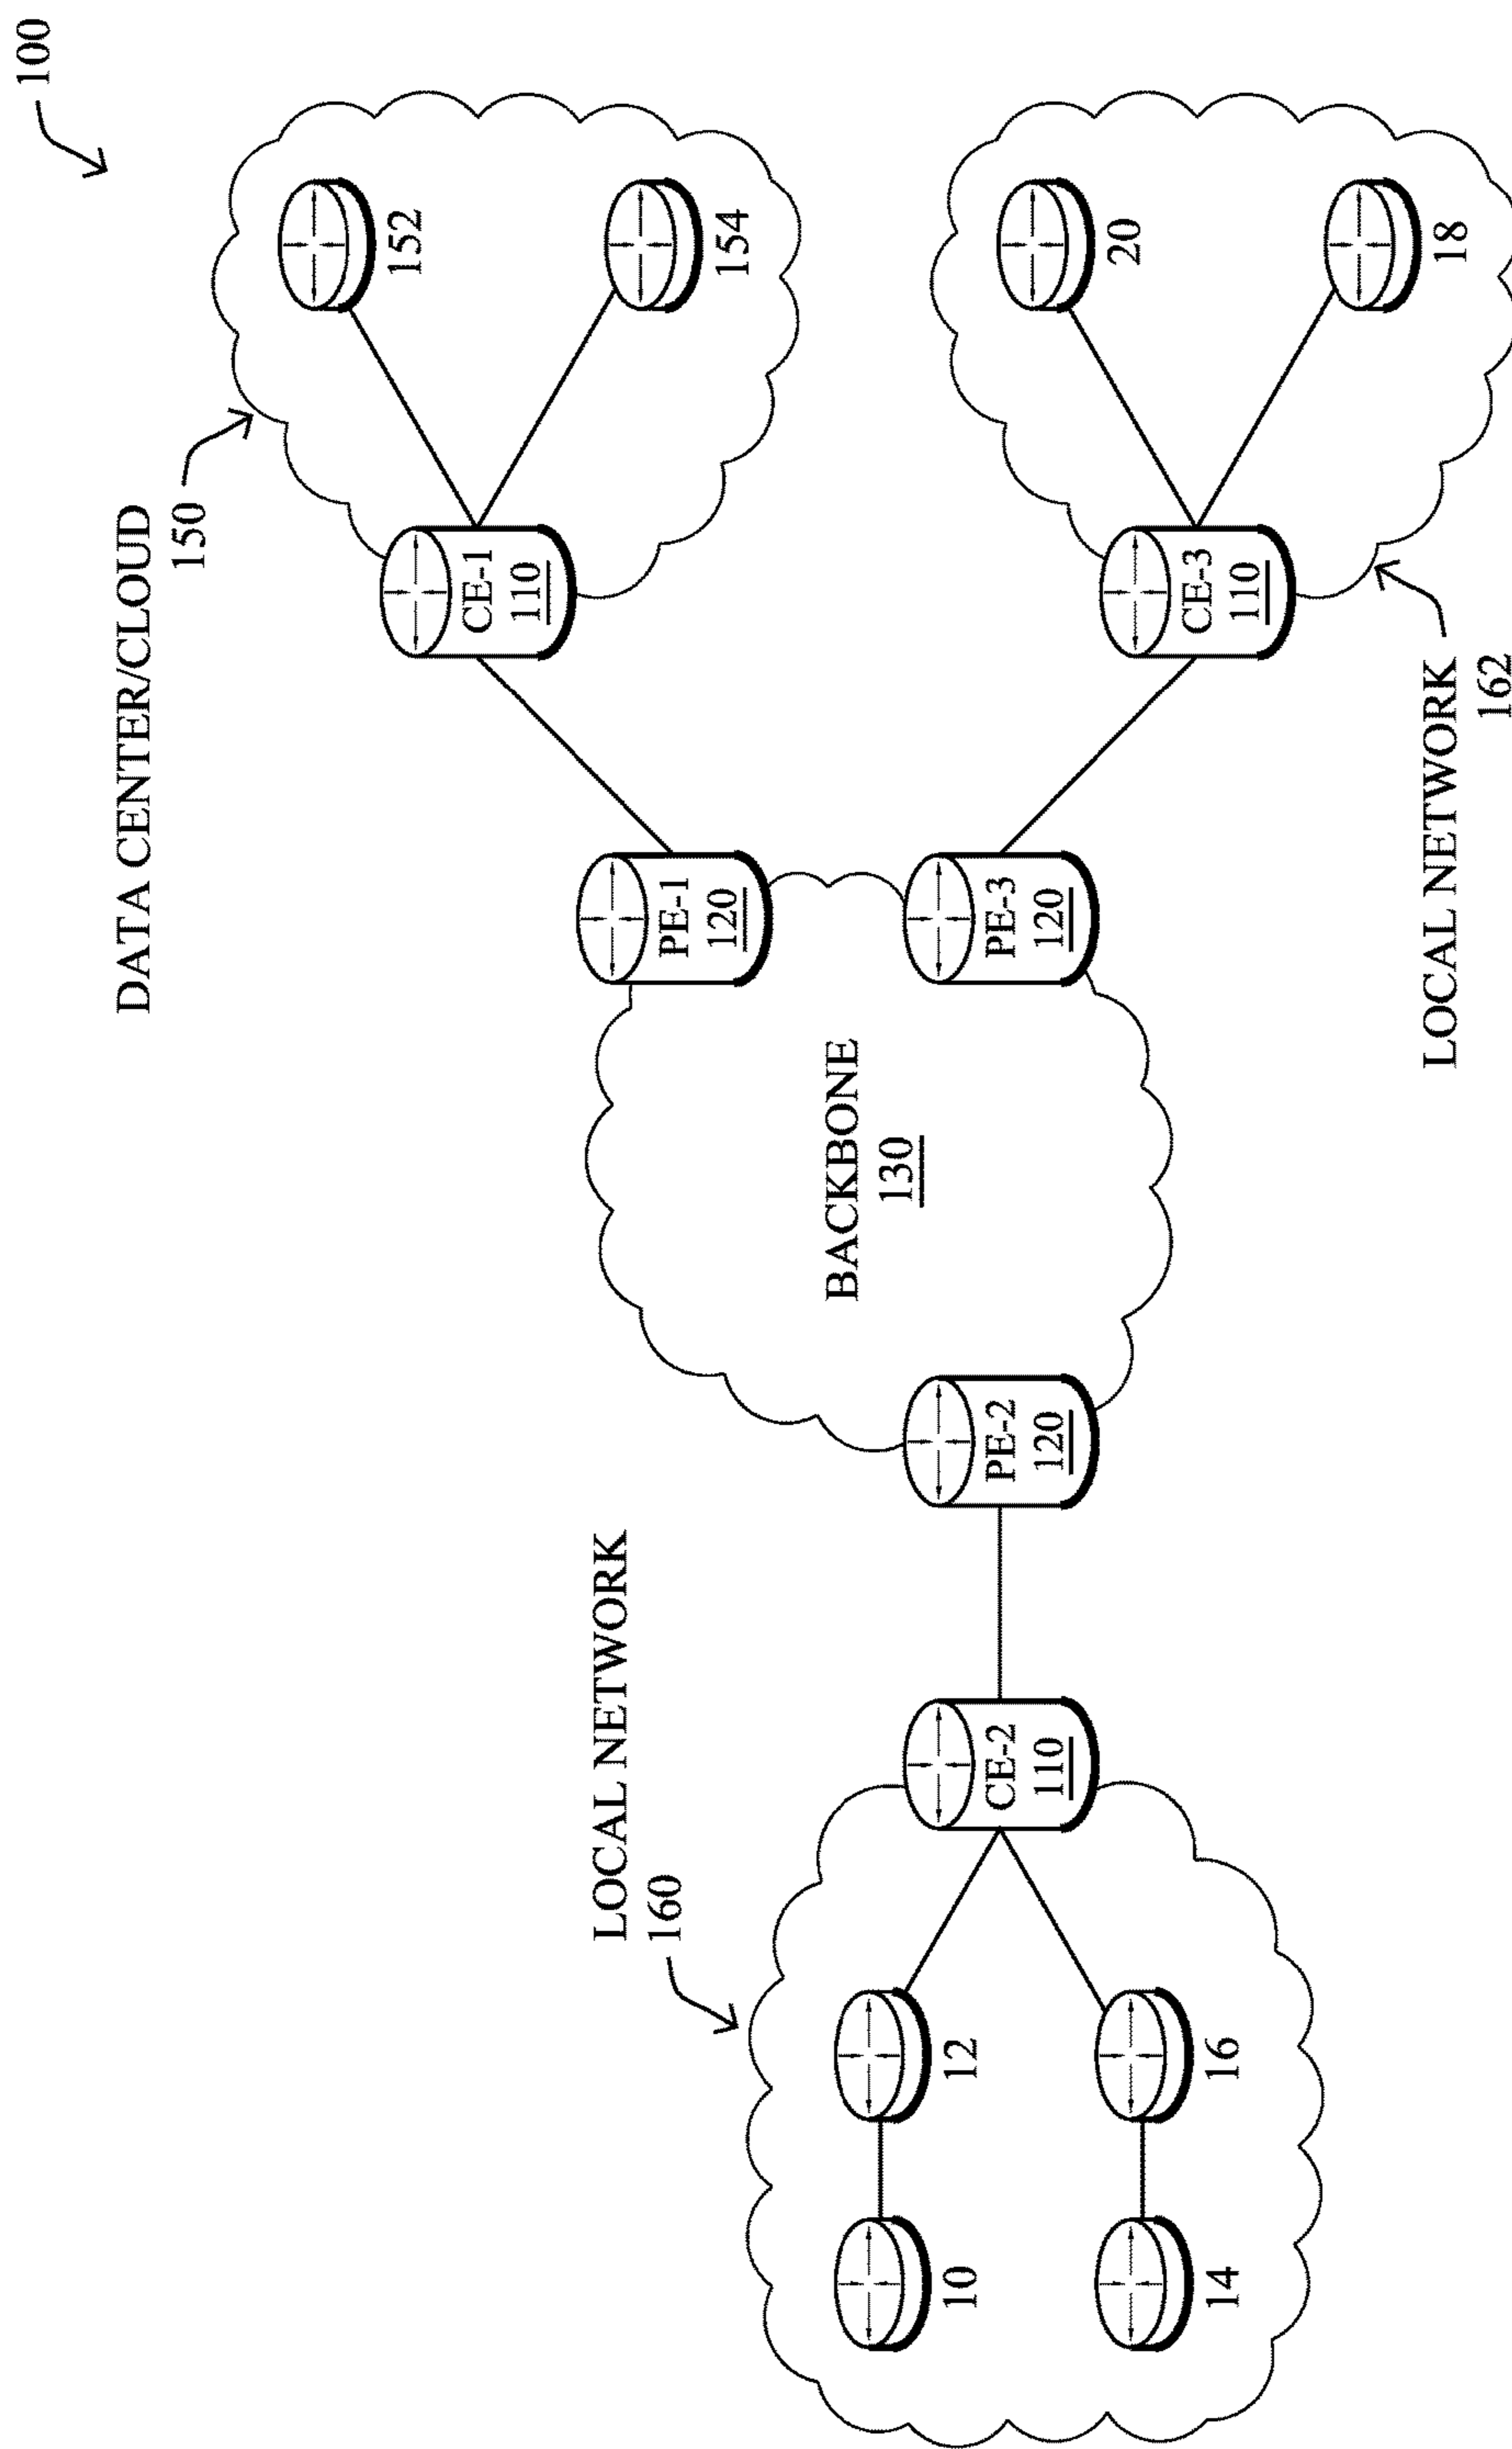 100
DATA CENTER/CLOUD
150
152
154
CE-1
110
PE-1
120
BACKBONE
130
PE-3
120
CE-3
110
20
18
LOCAL NETWORK
162
LOCAL NETWORK
160
PE-2
120
CE-2
110
12
10
16
14